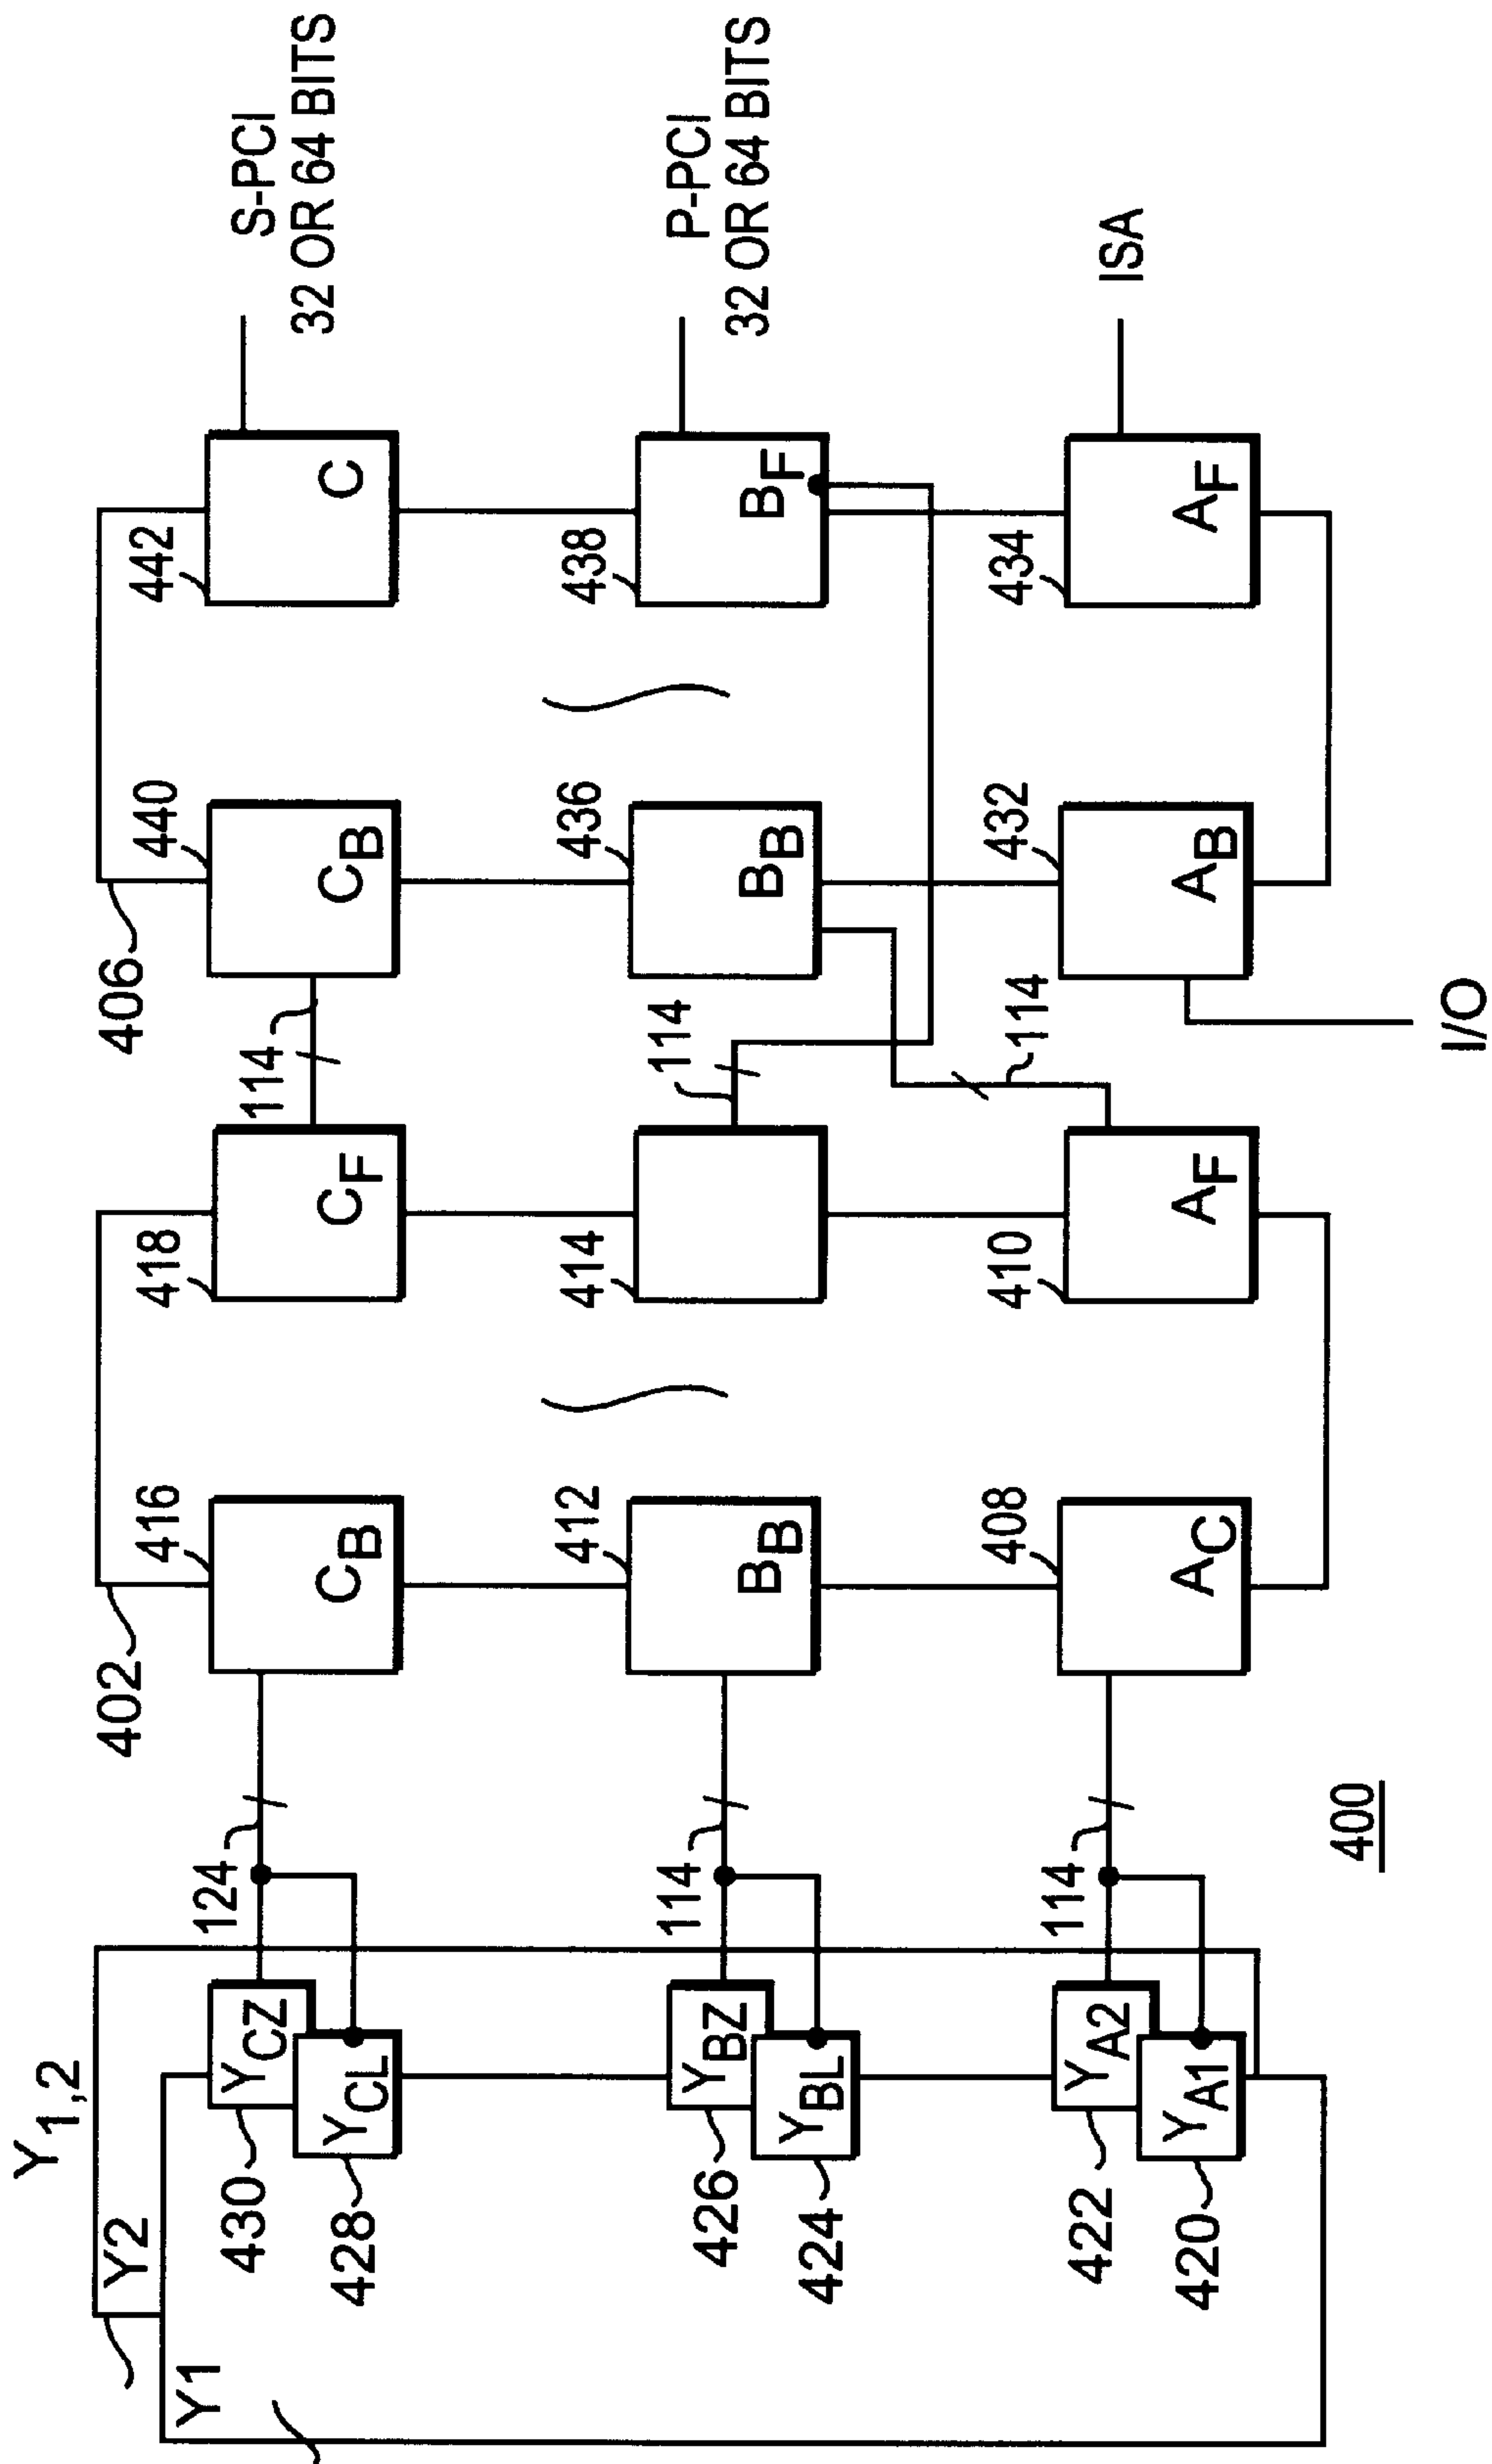 Y1,2
Y2
Y1
430
YCZ
428
YCL
124
402
416
CB
418
CF
114
406
440
CB
442
C
S-PCI
32 OR 64 BITS
426
YBZ
424
YBL
114
412
BB
414
114
436
BB
438
BF
P-PCI
32 OR 64 BITS
422
YA2
420
YA1
114
408
AC
410
AF
114
432
AB
434
AF
ISA
I/O
400